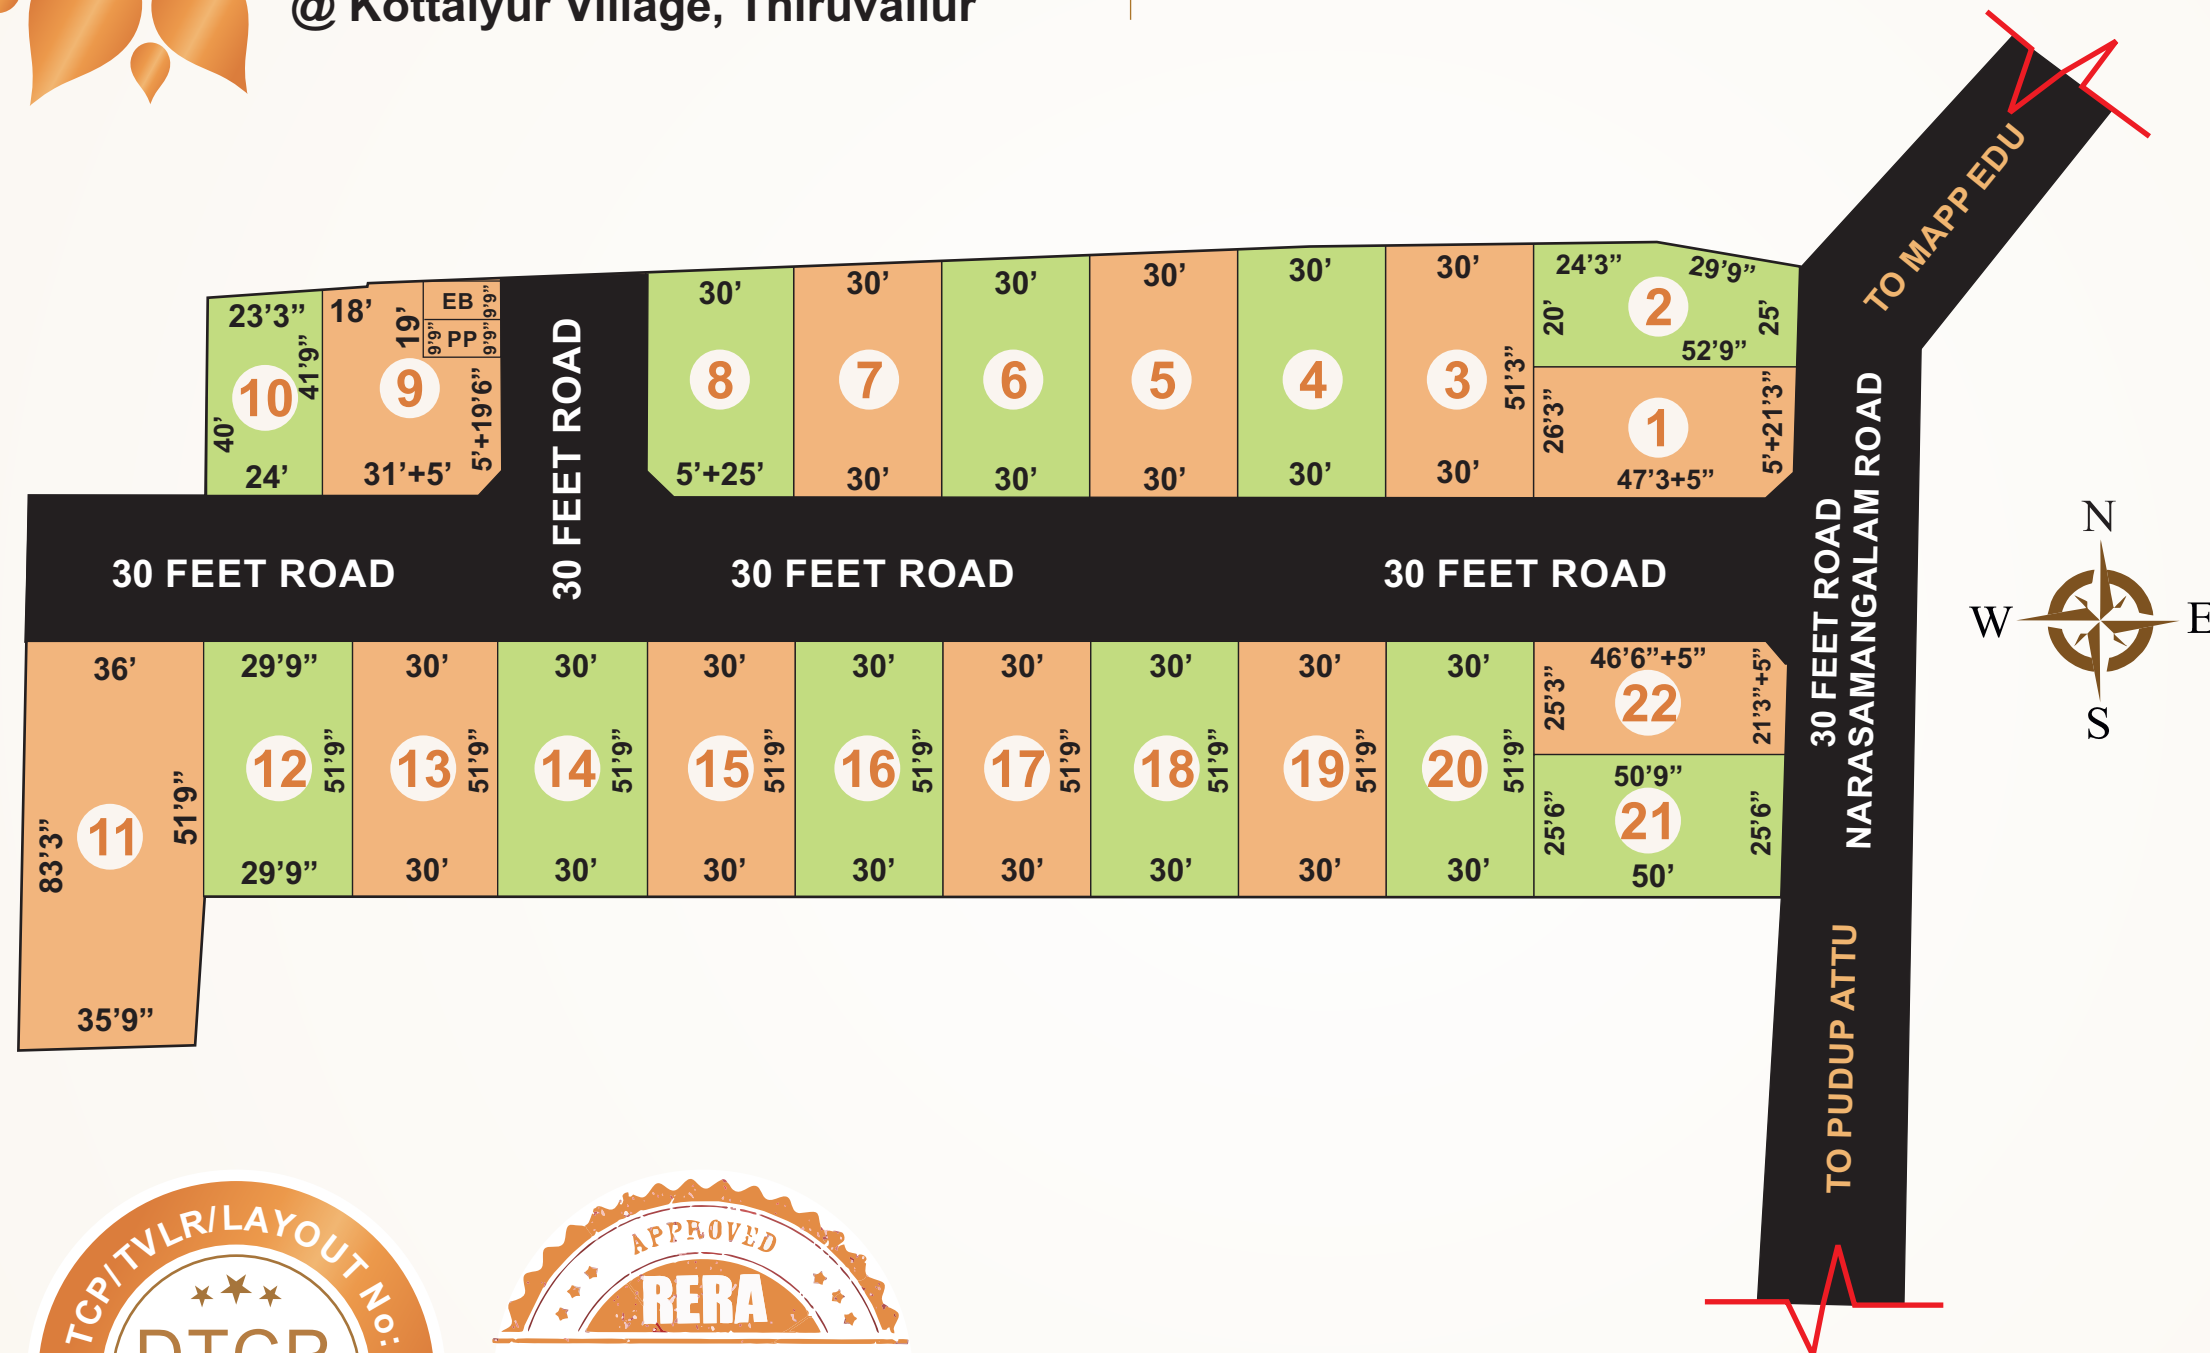 @ Kottaiyur Village, Thiruvallur
TO MAPP EDU
23’3” 18’ 19’ EB 9’9”
9’9” PP 9’9”
10 41’9” 40’ 24’
9 5’+19’6” 31’+5’
30 FEET ROAD
30’ 8 5’+25’
30’ 7 30’
30’ 6 30’
30’ 5 30’
30’ 4 30’
30’ 3 51’3” 30’
24’3” 29’9”
20’ 2 25’
52’9”
26’3” 1 5’+21’3”
47’3+5”
30 FEET ROAD 30 FEET ROAD 30 FEET ROAD
30 FEET ROAD
NARASAMANGALAM ROAD
N
W E
S
36’ 83’3” 11 51’9” 35’9”
29’9” 12 51’9” 29’9”
30’ 13 51’9” 30’
30’ 14 51’9” 30’
30’ 15 51’9” 30’
30’ 16 51’9” 30’
30’ 17 51’9” 30’
30’ 18 51’9” 30’
30’ 19 51’9” 30’
30’ 20 51’9” 30’
46’6”+5”
25’3” 22 21’3”+5”
50’9”
25’6” 21 25’6”
50’
TO PUDUP ATTU
TCP/TVLR/LAYOUT No:
DTCP
APPROVED
RERA